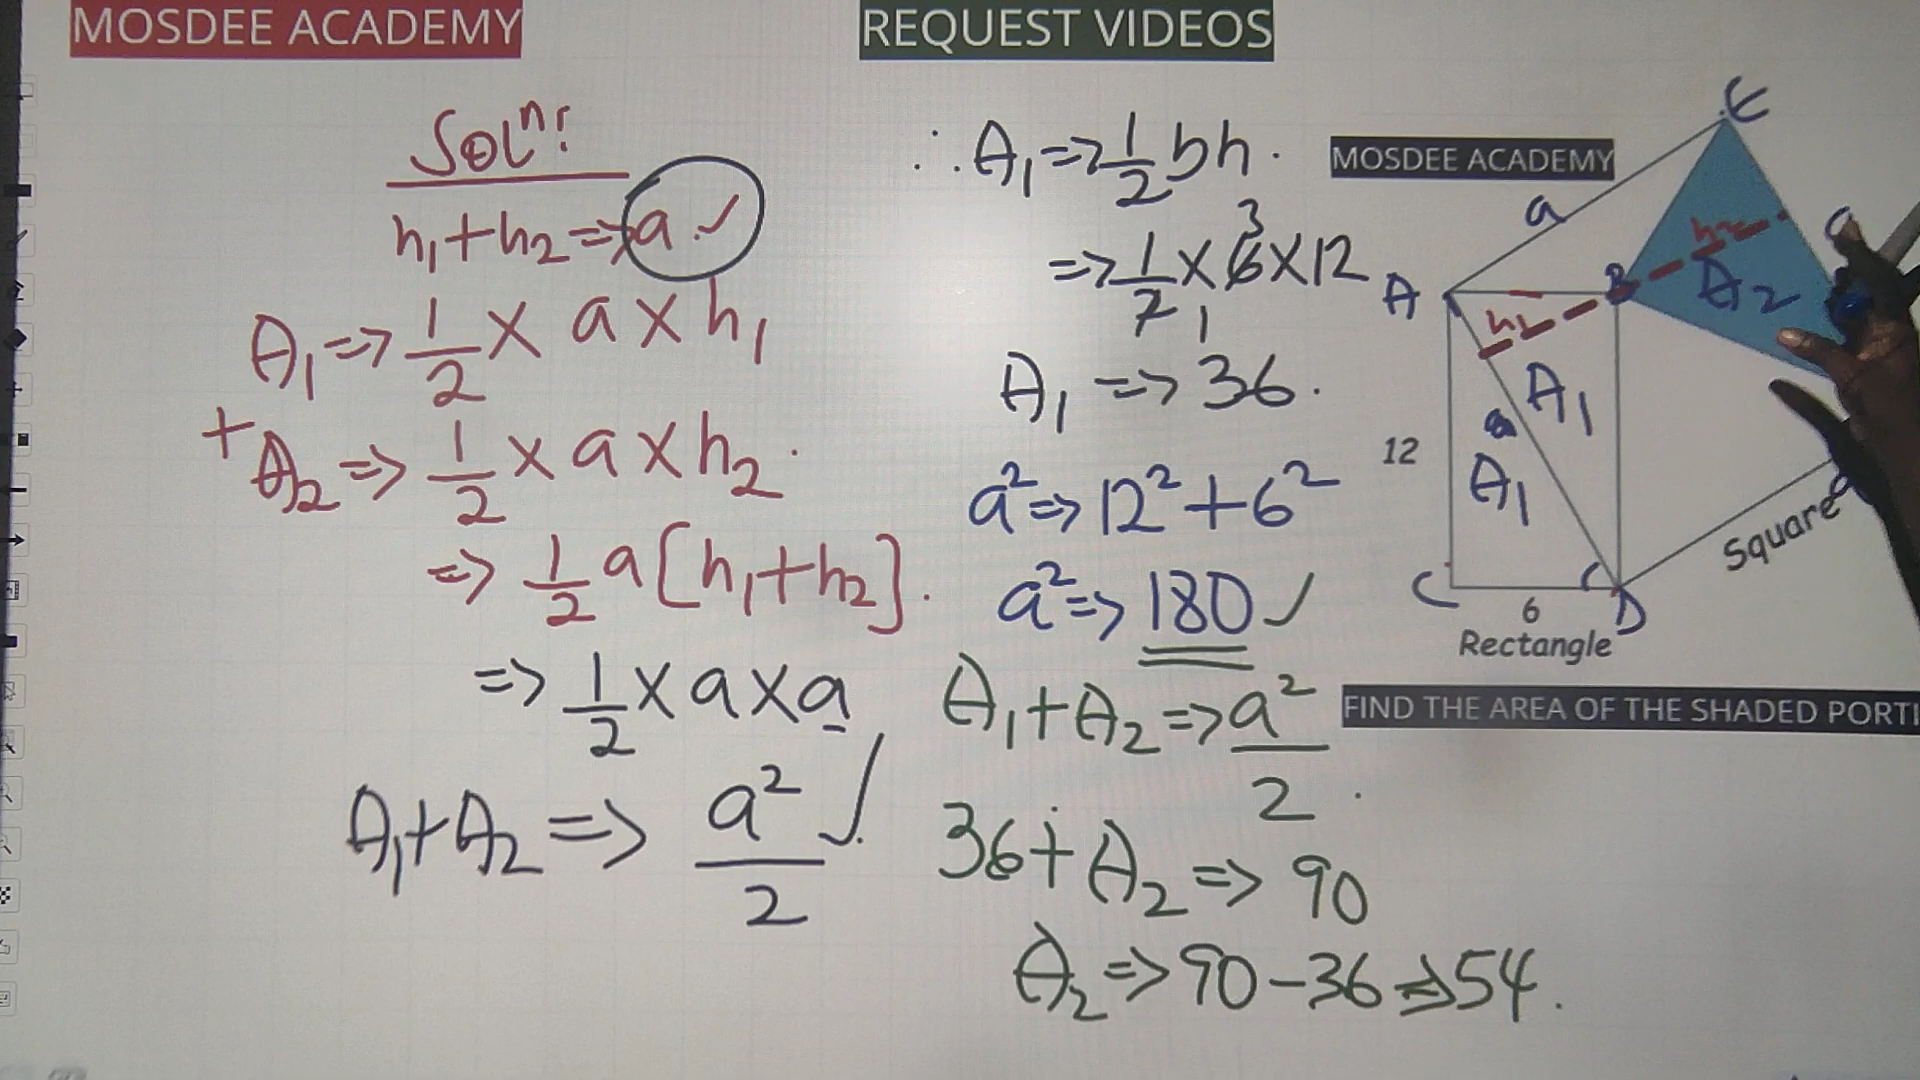 MOSDEE ACADEMY
REQUEST VIDEOS
Solⁿ:
h₁+h₂ => a ✓
A₁ => 1/2 × a × h₁
+ A₂ => 1/2 × a × h₂.
=> 1/2 a [h₁+h₂].
=> 1/2 × a × a
A₁+A₂ => a²/2 ✓
∴ A₁ => 1/2 bh.
=> 1/2 × 6 × 12
3
1
A₁ => 36.
a² => 12² + 6²
a² => 180 ✓
A₁+A₂ => a²/2.
36 + A₂ => 90
A₂ => 90 - 36 => 54.
MOSDEE ACADEMY
E
a
a
A
B
h₂
A₂
h₁
A₁
a
12
A₁
C
D
6
Rectangle
Square
a
FIND THE AREA OF THE SHADED PORTI